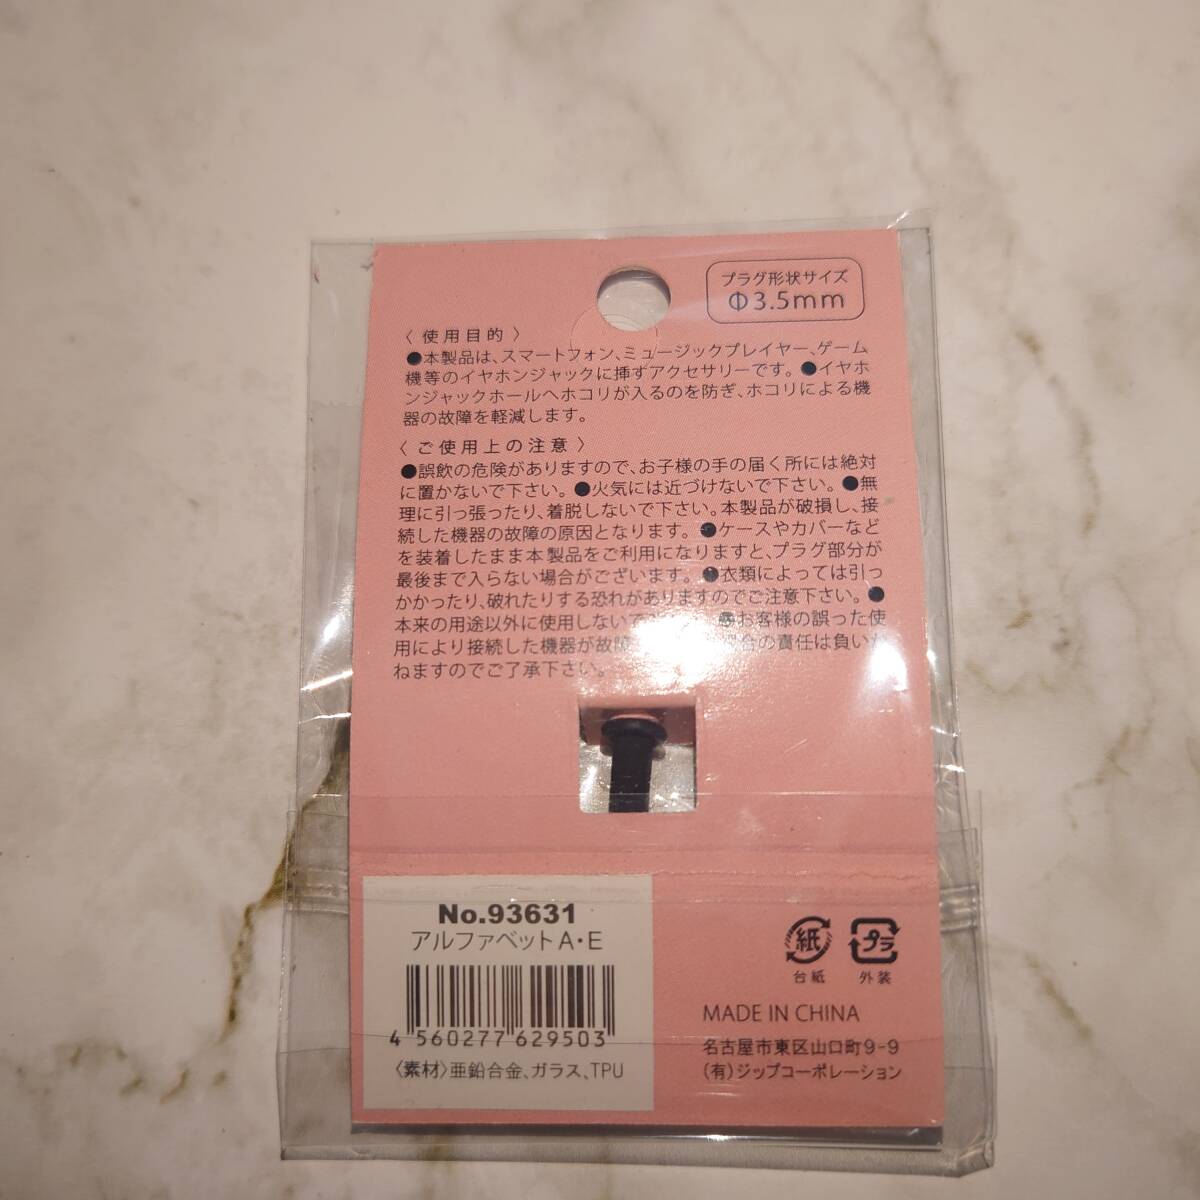 プラグ形状サイズ
Φ3.5mm
〈使用目的〉
●本製品は、スマートフォン、ミュージックプレイヤー、ゲーム
機等のイヤホンジャックに挿すアクセサリーです。●イヤホ
ンジャックホールへホコリが入るのを防ぎ、ホコリによる機
器の故障を軽減します。
〈ご使用上の注意〉
●誤飲の危険がありますので、お子様の手の届く所には絶対
に置かないで下さい。●火気には近づけないで下さい。●無
理に引っ張ったり、着脱しないで下さい。本製品が破損し、接
続した機器の故障の原因となります。●ケースやカバーなど
を装着したまま本製品をご利用になりますと、プラグ部分が
最後まで入らない場合がございます。●衣類によっては引っ
かかったり、破れたりする恐れがありますのでご注意下さい。●
本来の用途以外に使用しないで ●お客様の誤った使
用により接続した機器が故障 場合の責任は負いか
ねますのでご了承下さい。
No.93631
アルファベットA・E
4 560277 629503
〈素材〉亜鉛合金、ガラス、TPU
紙 プラ
台紙 外装
MADE IN CHINA
名古屋市東区山口町9-9
(有)ジップコーポレーション